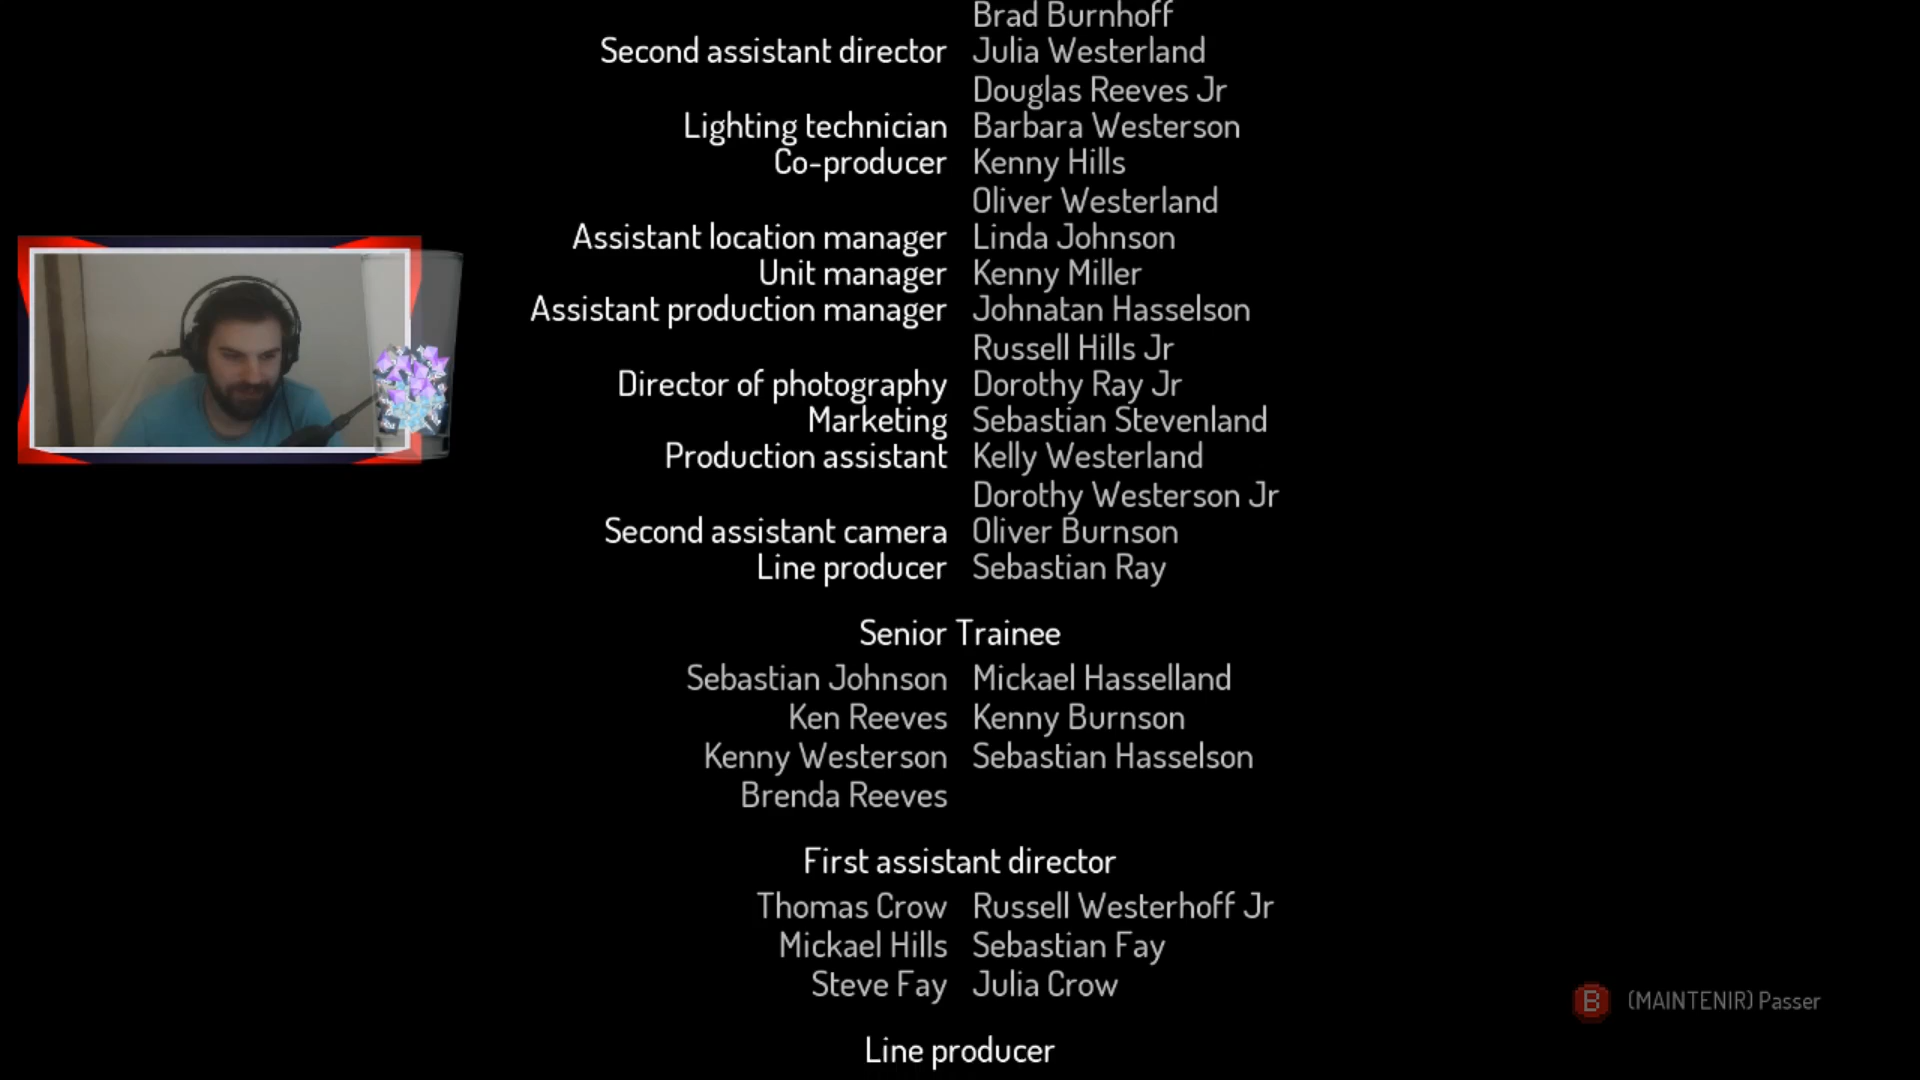 Brad Burnhoff
Second assistant director Julia Westerland
Douglas Reeves Jr
Lighting technician Barbara Westerson
Co-producer Kenny Hills
Oliver Westerland
Assistant location manager Linda Johnson
Unit manager Kenny Miller
Assistant production manager Johnatan Hasselson
Russell Hills Jr
Director of photography Dorothy Ray Jr
Marketing Sebastian Stevenland
Production assistant Kelly Westerland
Dorothy Westerson Jr
Second assistant camera Oliver Burnson
Line producer Sebastian Ray
Senior Trainee
Sebastian Johnson Mickael Hasselland
Ken Reeves Kenny Burnson
Kenny Westerson Sebastian Hasselson
Brenda Reeves
First assistant director
Thomas Crow Russell Westerhoff Jr
Mickael Hills Sebastian Fay
Steve Fay Julia Crow
B (MAINTENIR) Passer
Line producer